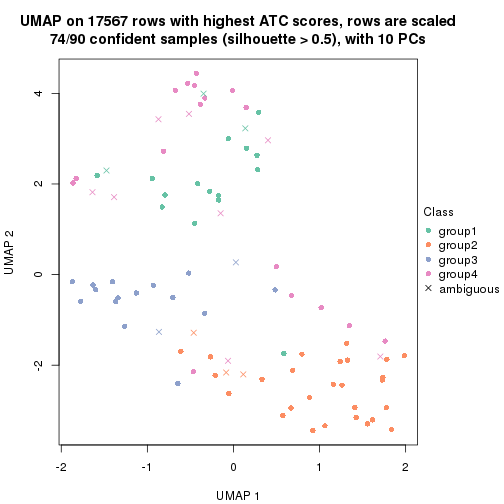 UMAP on 17567 rows with highest ATC scores, rows are scaled
74/90 confident samples (silhouette > 0.5), with 10 PCs
4
2
0
-2
UMAP 2
-2
-1
0
1
2
UMAP 1
Class
group1
group2
group3
group4
ambiguous